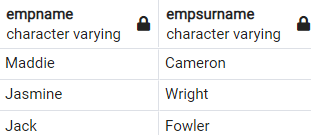 empname empsurname
character varying character varying
Maddie Cameron
Jasmine Wright
Jack Fowler